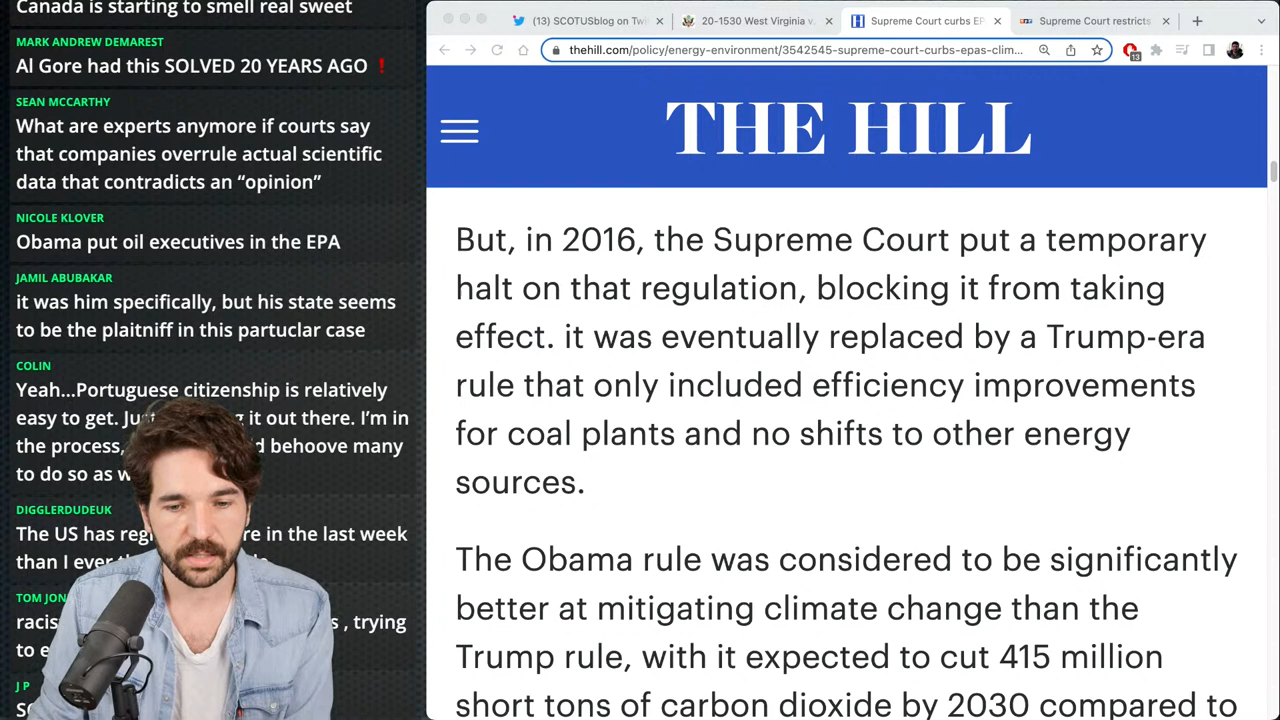 Canada is starting to smell real sweet
MARK ANDREW DEMAREST
Al Gore had this SOLVED 20 YEARS AGO ❗
SEAN MCCARTHY
What are experts anymore if courts say
that companies overrule actual scientific
data that contradicts an “opinion”
NICOLE KLOVER
Obama put oil executives in the EPA
JAMIL ABUBAKAR
it was him specifically, but his state seems
to be the plaitniff in this partuclar case
COLIN
Yeah...Portuguese citizenship is relatively
easy to get. it out there. I’m in
the process, behoove many
to do so as
DIGGLERDUDEUK
The US has in the last week
than I ever
TOM
, trying
to
J P
(13) SCOTUSblog on Twi
20-1530 West Virginia v.
Supreme Court curbs EP
Supreme Court restricts
thehill.com/policy/energy-environment/3542545-supreme-court-curbs-epas-clim...
13
THE HILL
But, in 2016, the Supreme Court put a temporary
halt on that regulation, blocking it from taking
effect. it was eventually replaced by a Trump-era
rule that only included efficiency improvements
for coal plants and no shifts to other energy
sources.
The Obama rule was considered to be significantly
better at mitigating climate change than the
Trump rule, with it expected to cut 415 million
short tons of carbon dioxide by 2030 compared to